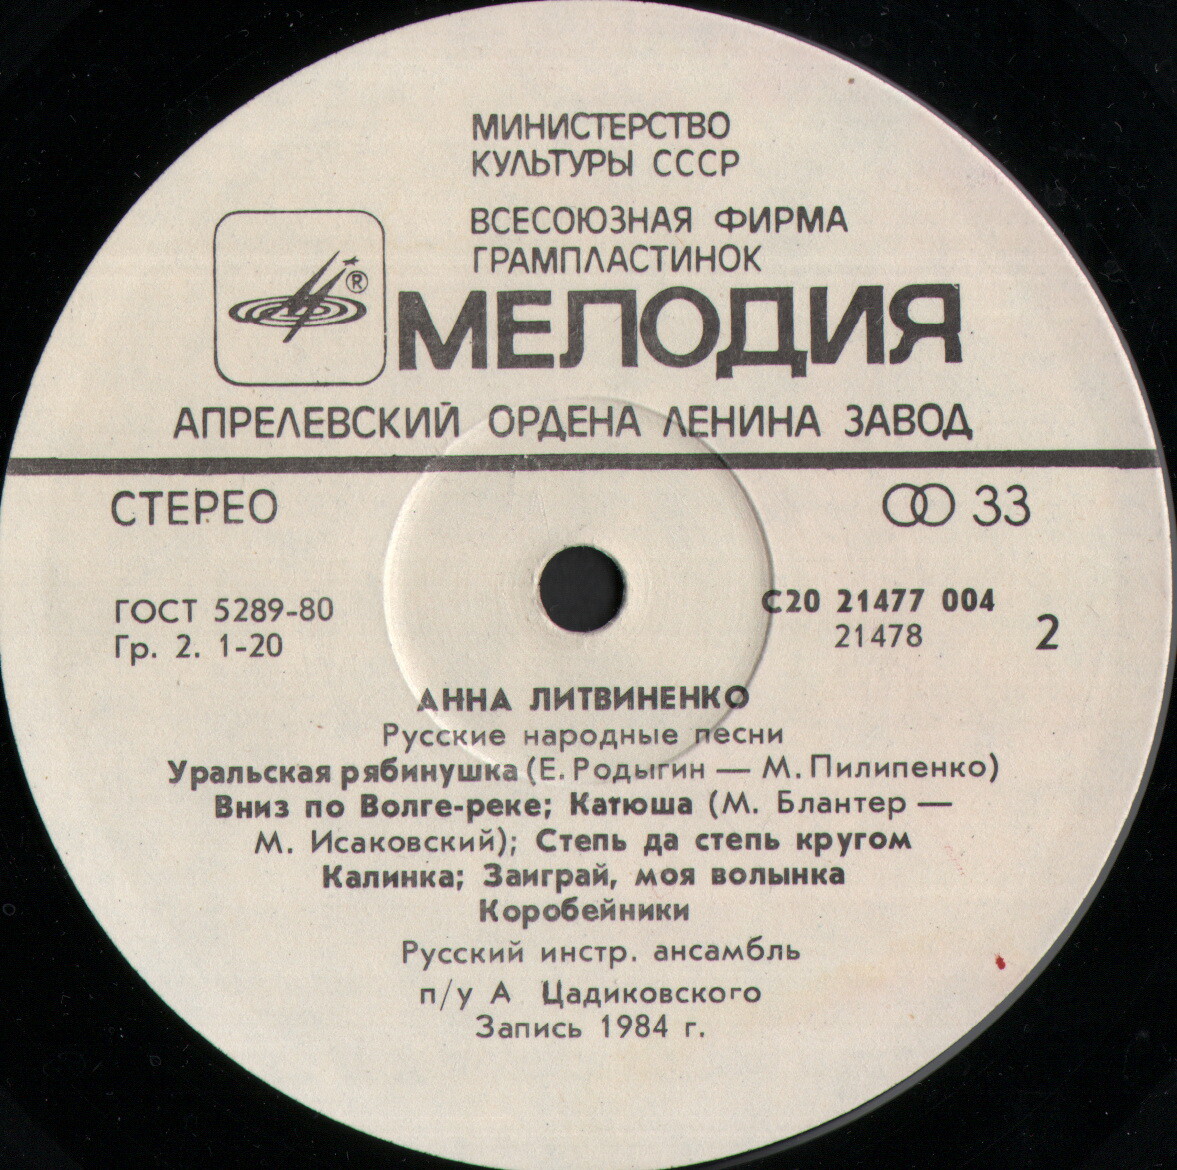 МИНИСТЕРСТВО
КУЛЬТУРЫ СССР
ВСЕСОЮЗНАЯ ФИРМА
ГРАМПЛАСТИНОК
®
МЕЛОДИЯ
АПРЕЛЕВСКИЙ ОРДЕНА ЛЕНИНА ЗАВОД
СТЕРЕО
33
ГОСТ 5289-80
Гр. 2. 1-20
С20 21477 004
21478
2
АННА ЛИТВИНЕНКО
Русские народные песни
Уральская рябинушка (Е. Родыгин — М. Пилипенко)
Вниз по Волге-реке; Катюша (М. Блантер —
М. Исаковский); Степь да степь кругом
Калинка; Заиграй, моя волынка
Коробейники
Русский инстр. ансамбль
п/у А Цадиковского
Запись 1984 г.